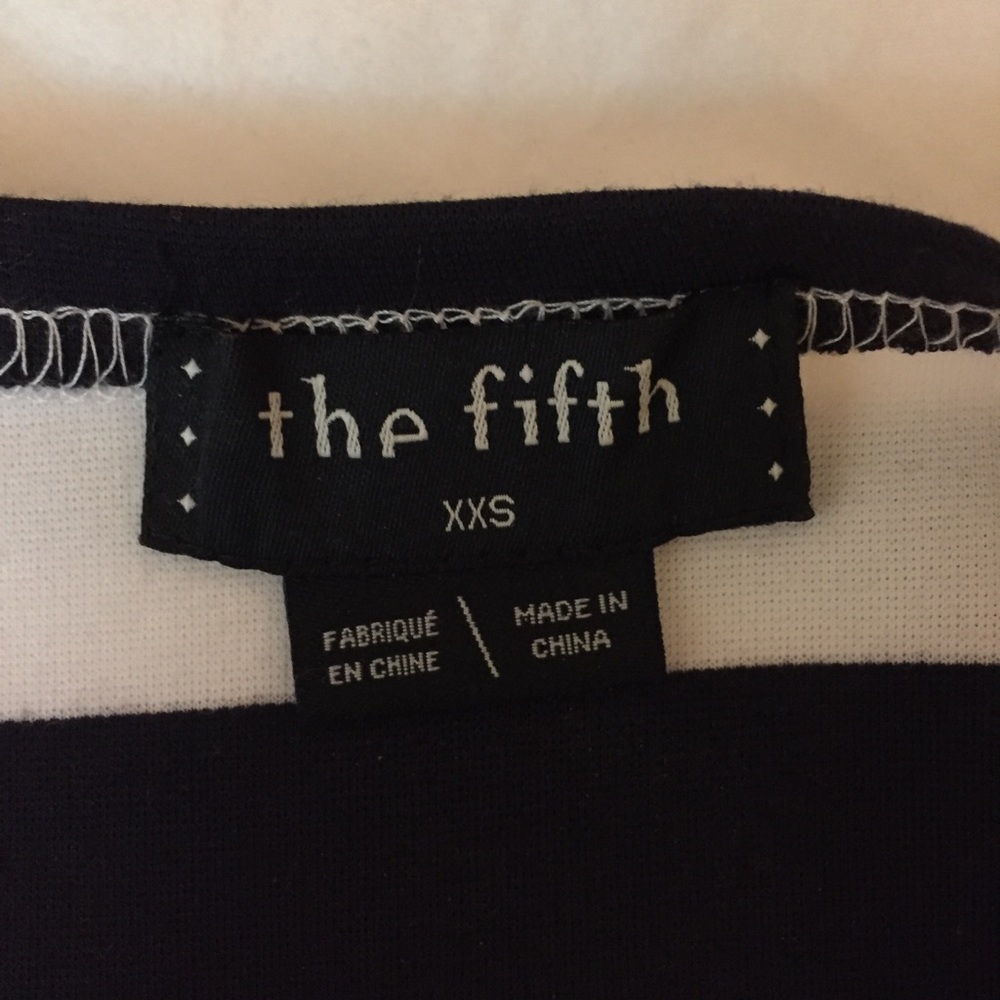 the fifth
XXS
FABRIQUÉ
EN CHINE
MADE IN
CHINA